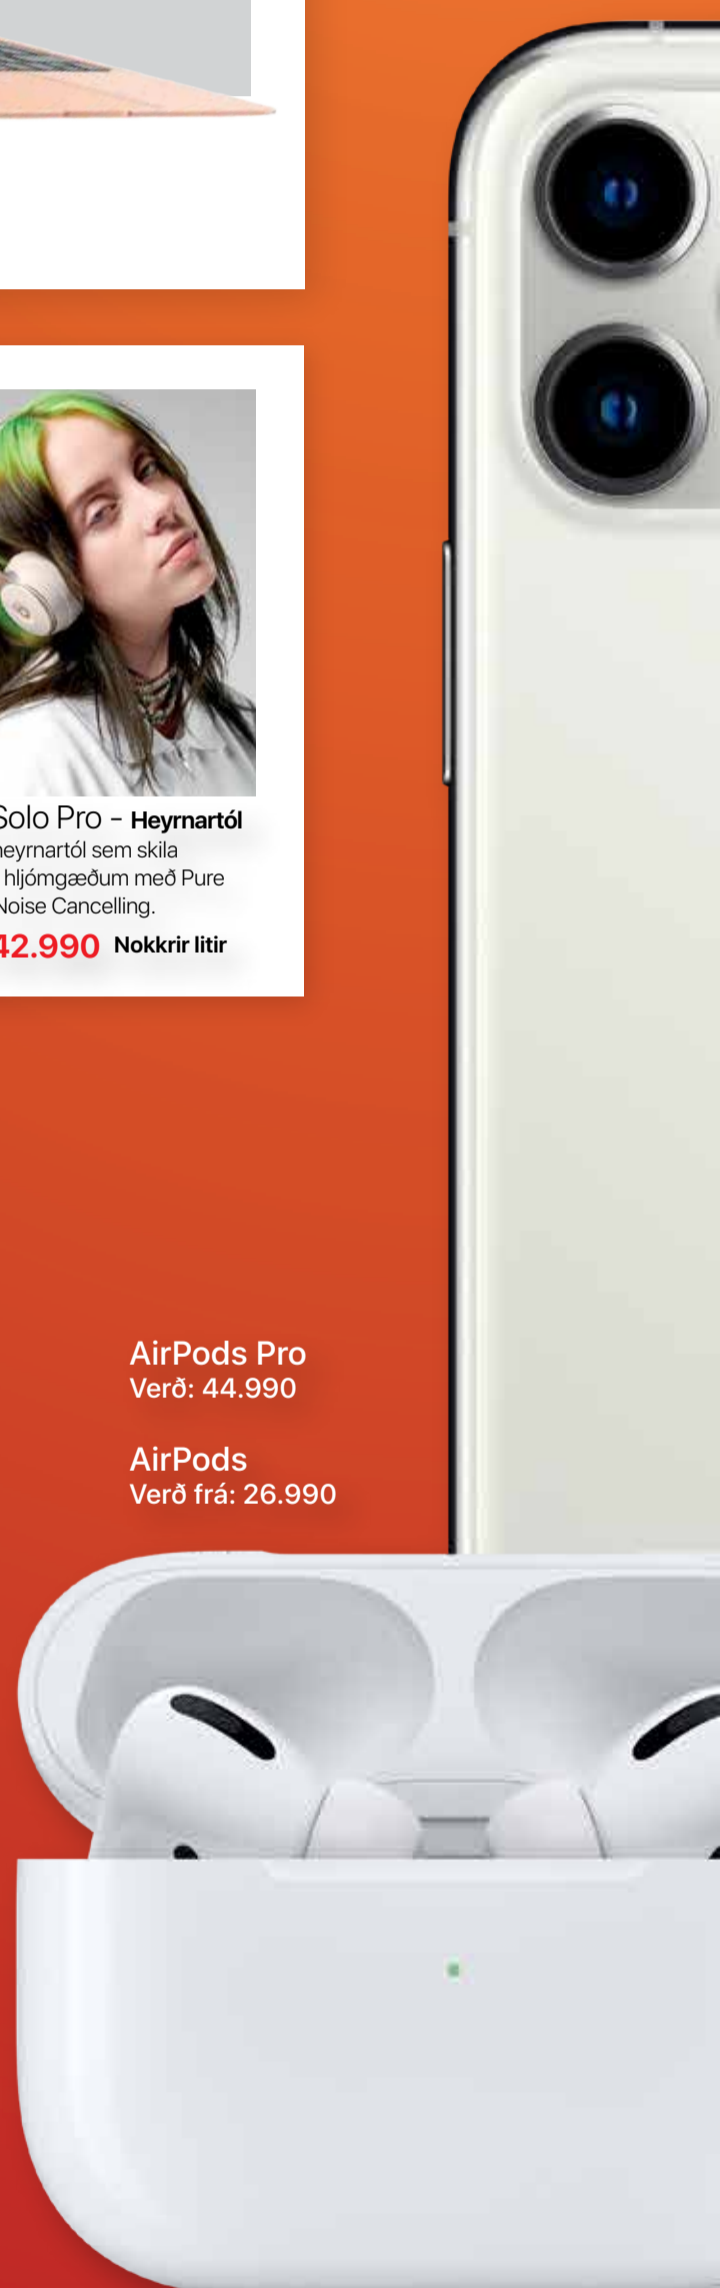 Solo Pro - Heyrnartól
heyrnartól sem skila
hljómgæðum með Pure
Noise Cancelling.
42.990 Nokkrir litir
AirPods Pro
Verð: 44.990
AirPods
Verð frá: 26.990